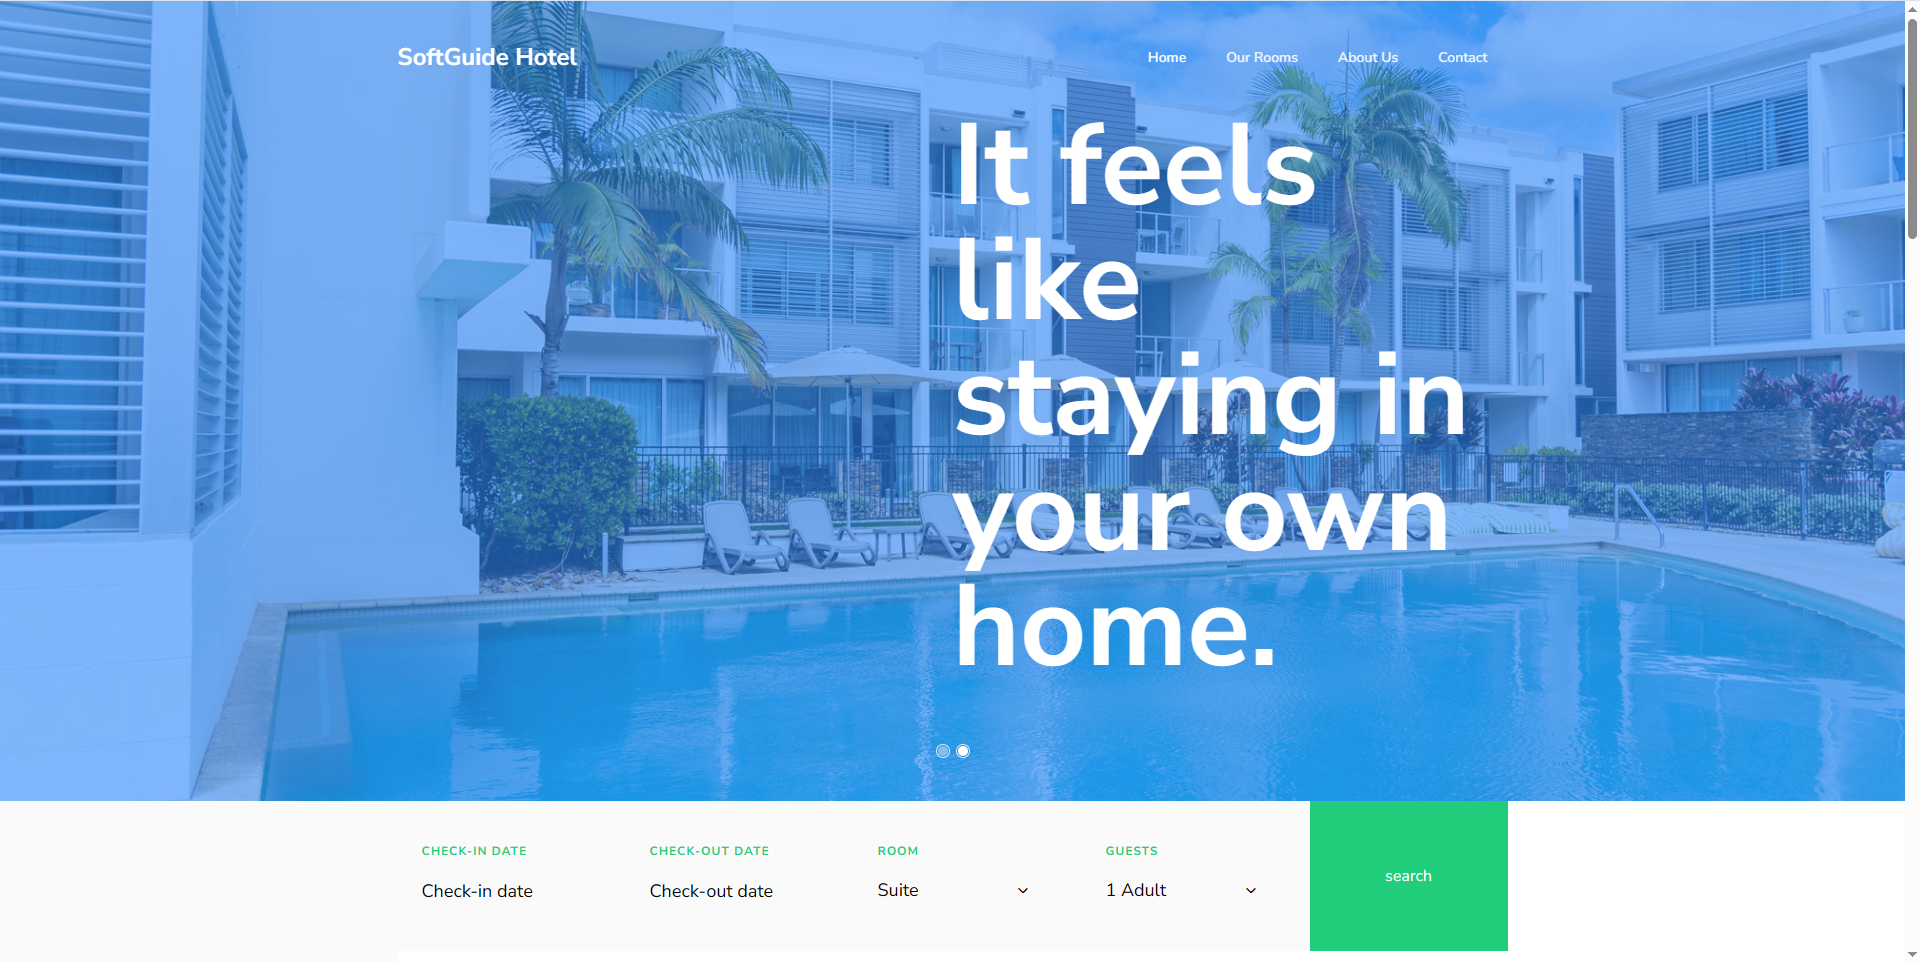 SoftGuide Hotel
Home Our Rooms About Us Contact
It feels
like
staying in
your own
home.
CHECK-IN DATE CHECK-OUT DATE ROOM GUESTS
Check-in date Check-out date Suite 1 Adult
search